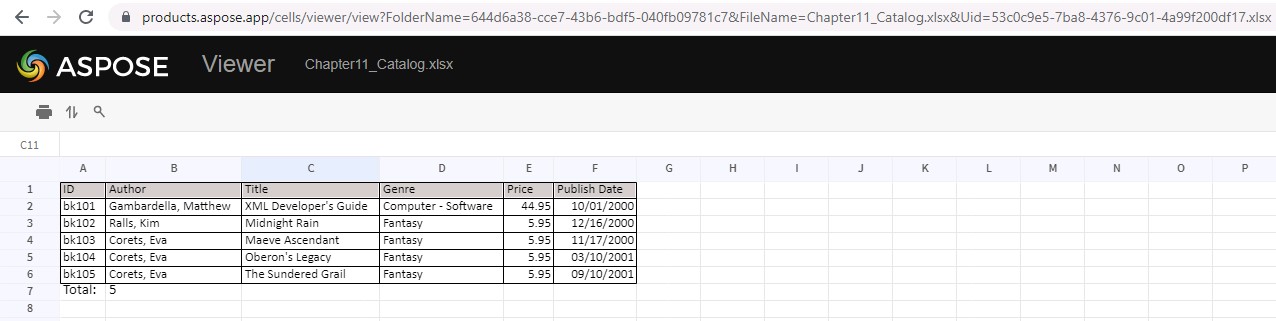 products.aspose.app/cells/viewer/view?FolderName=644d6a38-cce7-43b6-bdf5-040fb09781c7&FileName=Chapter11_Catalog.xlsx&Uid=53c0c9e5-7ba8-4376-9c01-4a99f200df17.xlsx
ASPOSE Viewer Chapter11_Catalog.xlsx
C11
A B C D E F G H I J K L M N O P
1 ID Author Title Genre Price Publish Date
2 bk101 Gambardella, Matthew XML Developer's Guide Computer - Software 44.95 10/01/2000
3 bk102 Ralls, Kim Midnight Rain Fantasy 5.95 12/16/2000
4 bk103 Corets, Eva Maeve Ascendant Fantasy 5.95 11/17/2000
5 bk104 Corets, Eva Oberon's Legacy Fantasy 5.95 03/10/2001
6 bk105 Corets, Eva The Sundered Grail Fantasy 5.95 09/10/2001
7 Total: 5
8